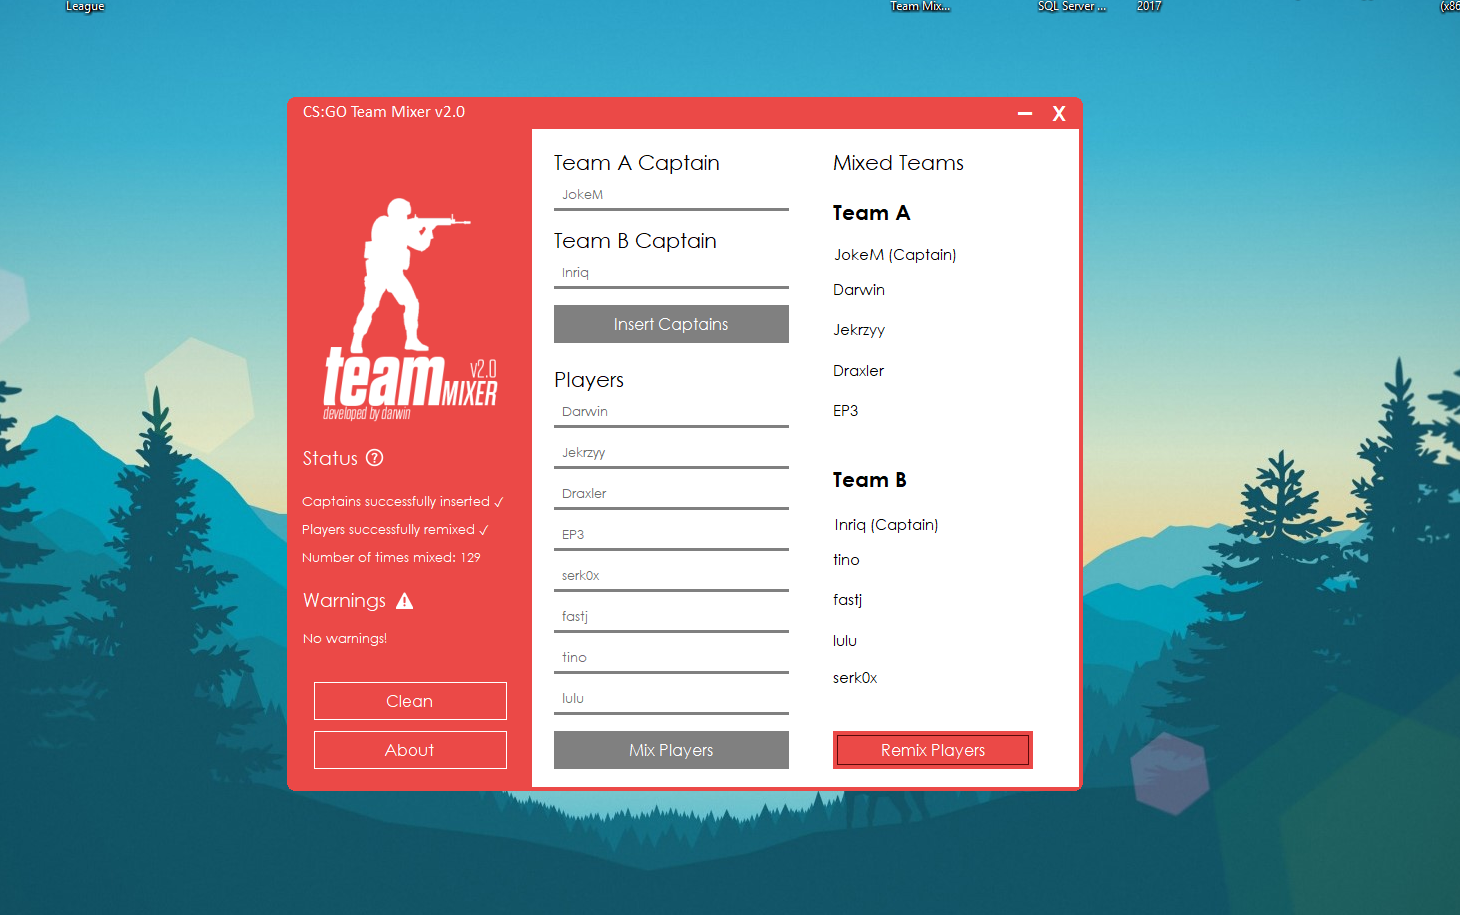 League
Team Mix...
SQL Server ...
2017
(x86
CS:GO Team Mixer v2.0
X
team
v2.0
MIXER
developed by darwin
Status ?
Captains successfully inserted ✓
Players successfully remixed ✓
Number of times mixed: 129
Warnings
No warnings!
Clean
About
Team A Captain
JokeM
Team B Captain
Inriq
Insert Captains
Players
Darwin
Jekrzyy
Draxler
EP3
serk0x
fastj
tino
lulu
Mix Players
Mixed Teams
Team A
JokeM (Captain)
Darwin
Jekrzyy
Draxler
EP3
Team B
Inriq (Captain)
tino
fastj
lulu
serk0x
Remix Players